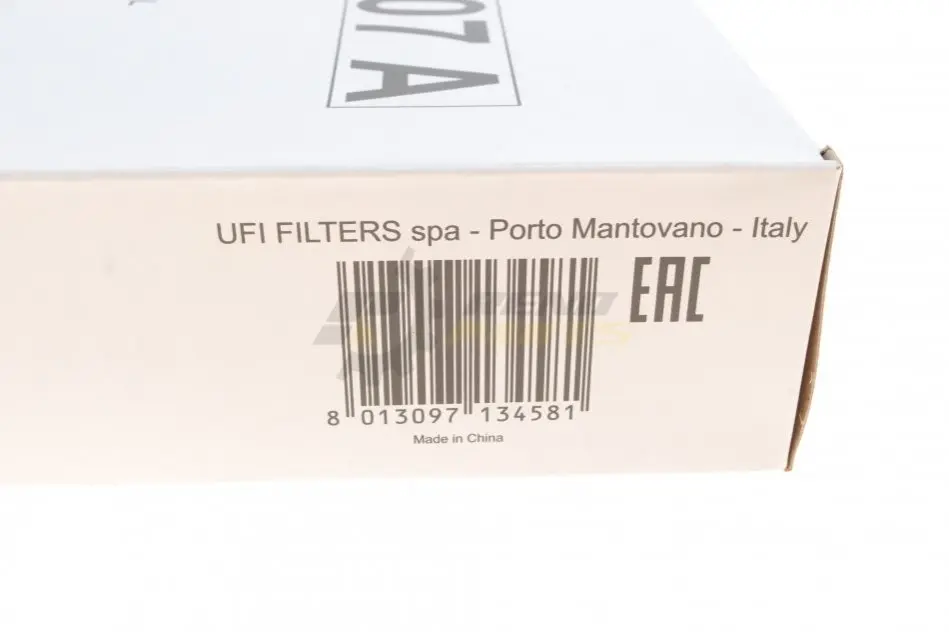 07 A
UFI FILTERS spa - Porto Mantovano - Italy
EAC
8 013097 134581
Made in China